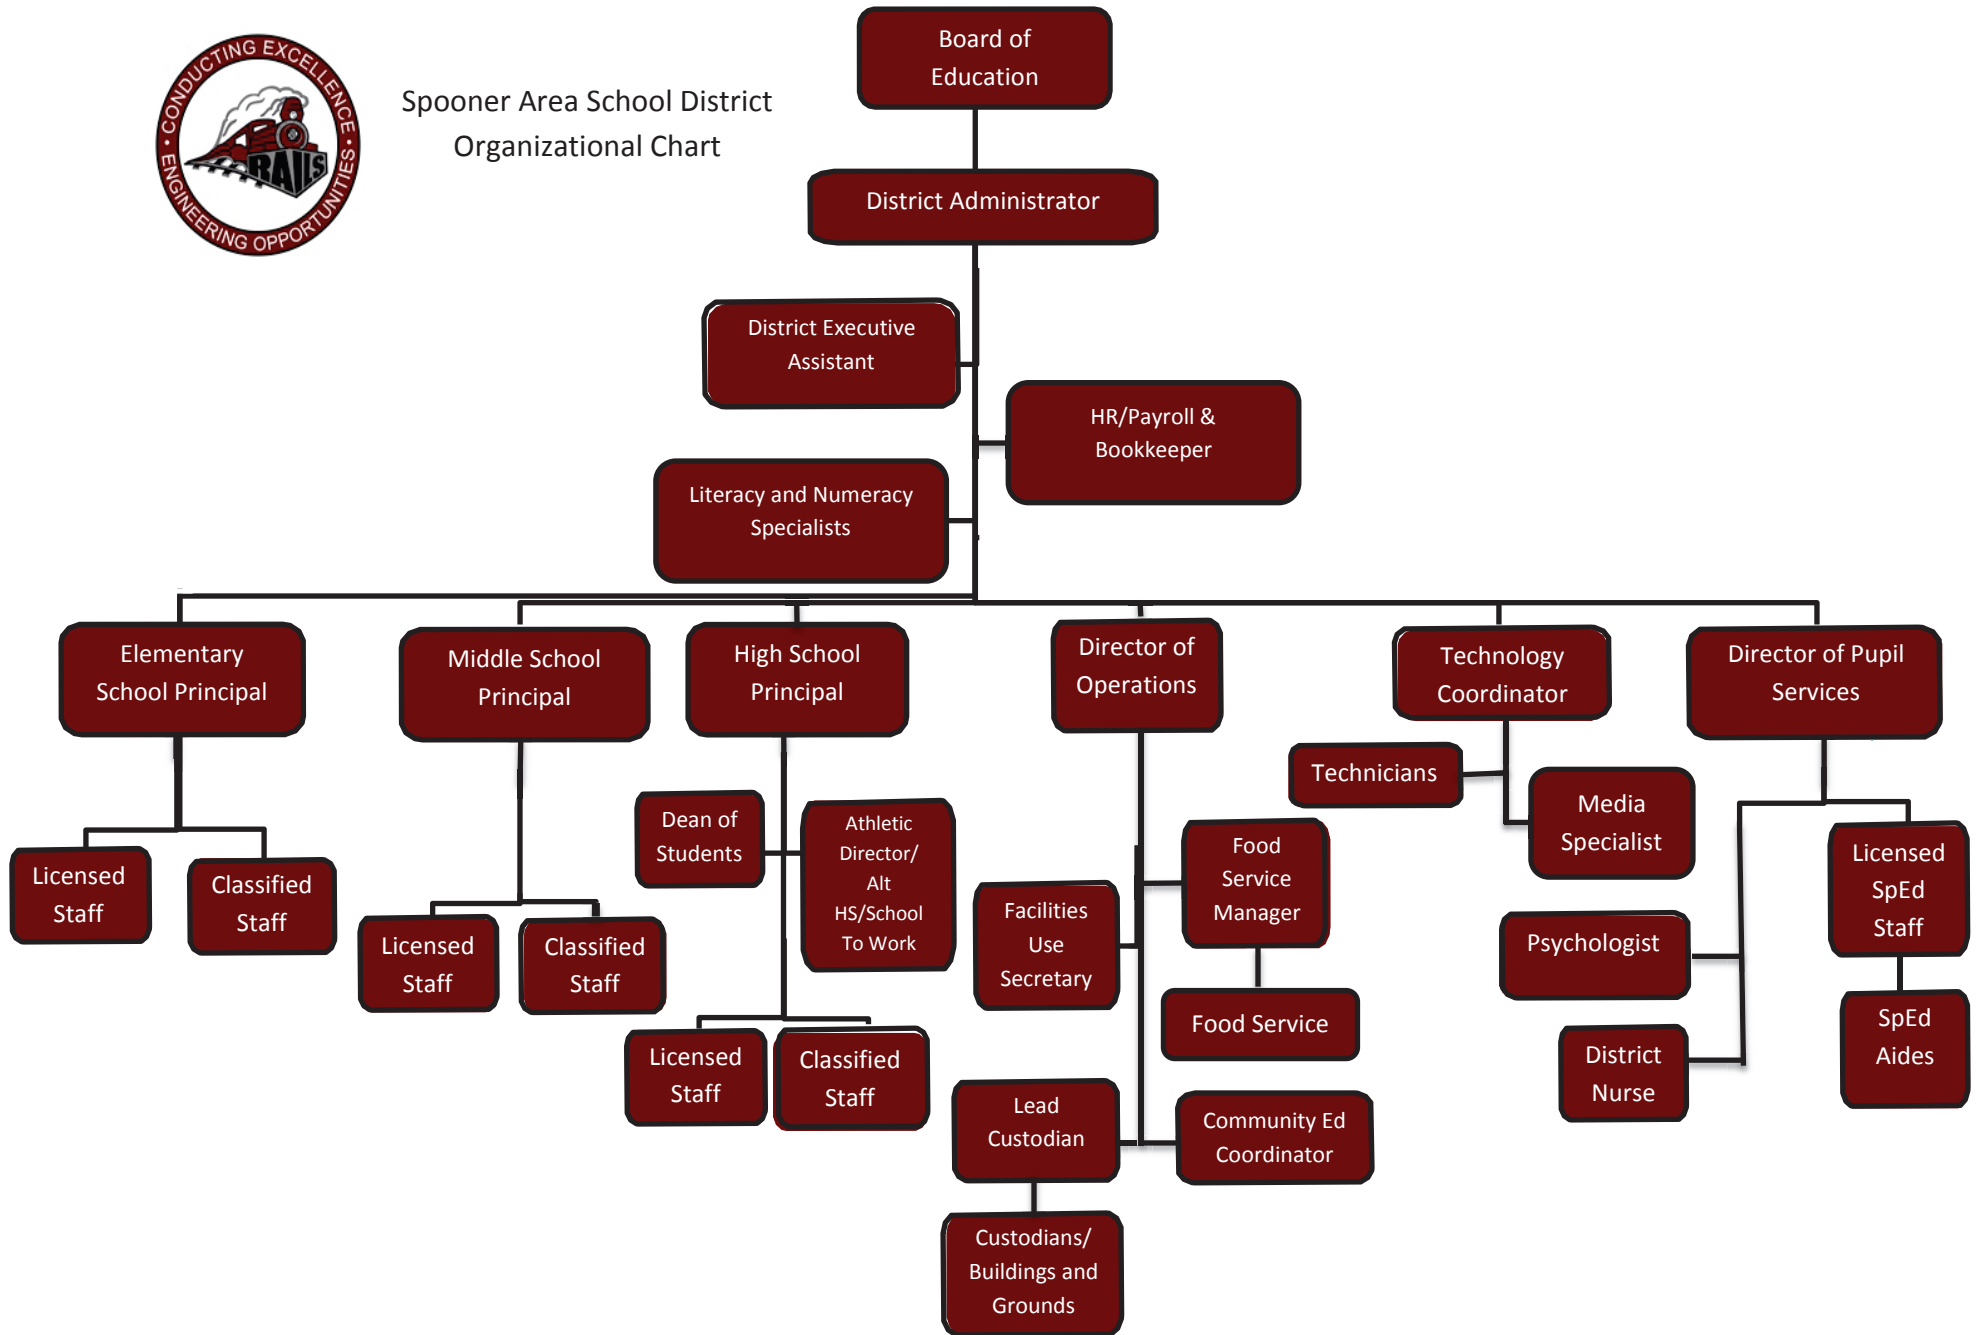 CONDUCTING EXCELLENCE
ENGINEERING OPPORTUNITIES
RAILS
Spooner Area School District
Organizational Chart
Board of
Education
District Administrator
District Executive
Assistant
HR/Payroll &
Bookkeeper
Literacy and Numeracy
Specialists
Elementary
School Principal
Middle School
Principal
High School
Principal
Director of
Operations
Technology
Coordinator
Director of Pupil
Services
Licensed
Staff
Classified
Staff
Licensed
Staff
Classified
Staff
Dean of
Students
Athletic
Director/
Alt
HS/School
To Work
Licensed
Staff
Classified
Staff
Facilities
Use
Secretary
Food
Service
Manager
Food Service
Lead
Custodian
Community Ed
Coordinator
Custodians/
Buildings and
Grounds
Technicians
Media
Specialist
Psychologist
District
Nurse
Licensed
SpEd
Staff
SpEd
Aides